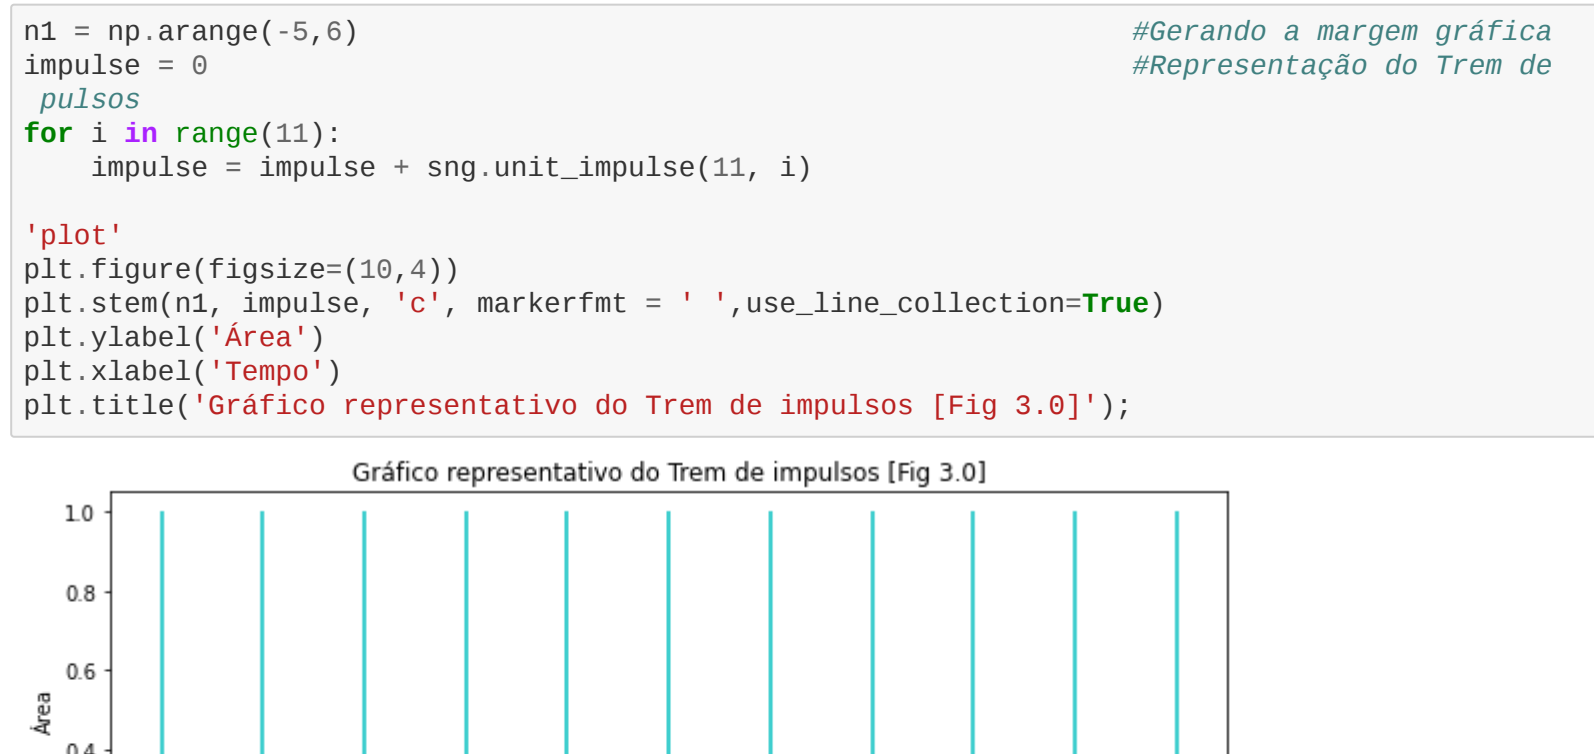 n1 = np.arange(-5,6) #Gerando a margem gráfica
impulse = 0 #Representação do Trem de
pulsos
for i in range(11):
    impulse = impulse + sng.unit_impulse(11, i)
'plot'
plt.figure(figsize=(10,4))
plt.stem(n1, impulse, 'c', markerfmt = ' ',use_line_collection=True)
plt.ylabel('Área')
plt.xlabel('Tempo')
plt.title('Gráfico representativo do Trem de impulsos [Fig 3.0]');
Gráfico representativo do Trem de impulsos [Fig 3.0]
1.0
0.8
0.6
Área
0.4